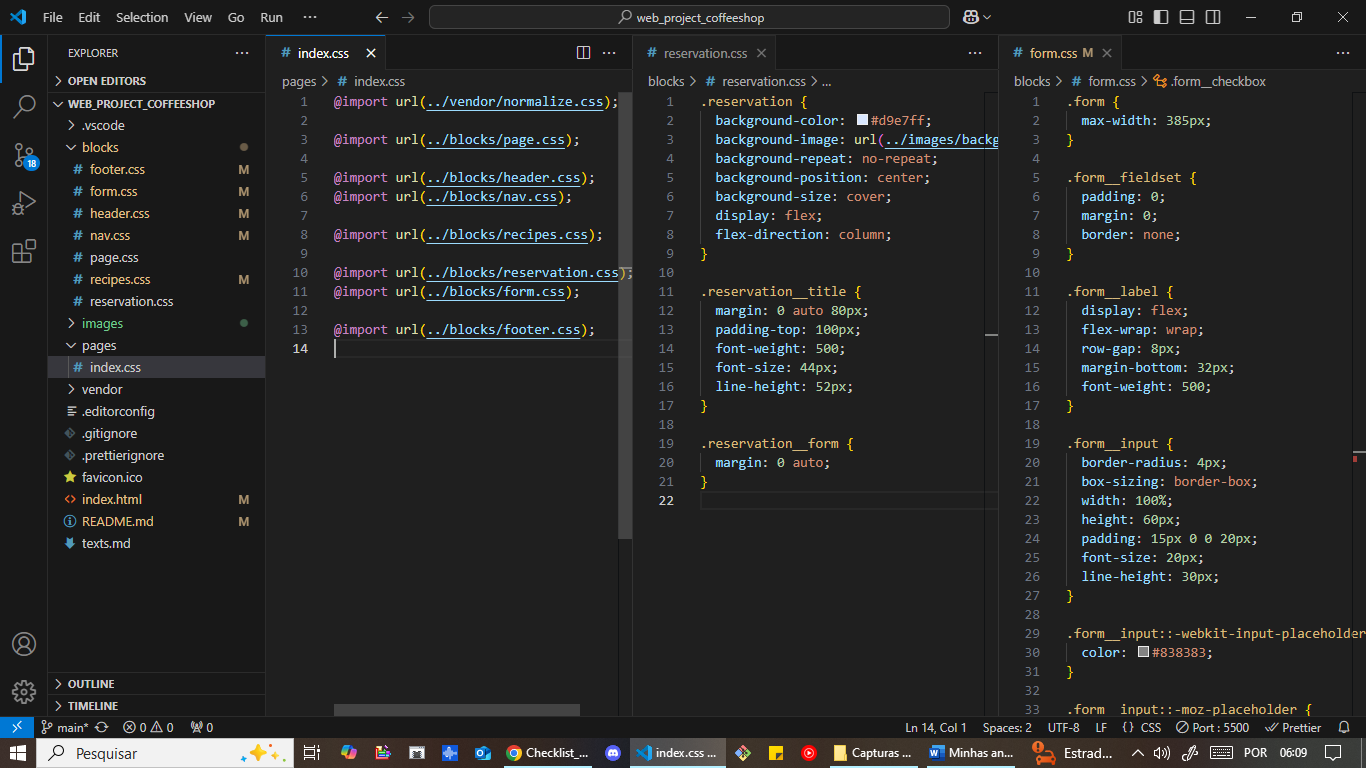 File Edit Selection View Go Run ··· web_project_coffeeshop
EXPLORER ···
OPEN EDITORS
WEB_PROJECT_COFFEESHOP
.vscode
blocks
# footer.css M
# form.css M
# header.css M
# nav.css M
# page.css
# recipes.css M
# reservation.css
images
pages
# index.css
vendor
.editorconfig
.gitignore
.prettierignore
favicon.ico
<> index.html M
README.md M
texts.md
OUTLINE
TIMELINE
18
# index.css
pages > # index.css
1 @import url(../vendor/normalize.css);
2
3 @import url(../blocks/page.css);
4
5 @import url(../blocks/header.css);
6 @import url(../blocks/nav.css);
7
8 @import url(../blocks/recipes.css);
9
10 @import url(../blocks/reservation.css);
11 @import url(../blocks/form.css);
12
13 @import url(../blocks/footer.css);
14
# reservation.css
blocks > # reservation.css > ...
1 .reservation {
2 background-color: #d9e7ff;
3 background-image: url(../images/backg
4 background-repeat: no-repeat;
5 background-position: center;
6 background-size: cover;
7 display: flex;
8 flex-direction: column;
9 }
10
11 .reservation__title {
12 margin: 0 auto 80px;
13 padding-top: 100px;
14 font-weight: 500;
15 font-size: 44px;
16 line-height: 52px;
17 }
18
19 .reservation__form {
20 margin: 0 auto;
21 }
22
# form.css M
blocks > # form.css > .form__checkbox
1 .form {
2 max-width: 385px;
3 }
4
5 .form__fieldset {
6 padding: 0;
7 margin: 0;
8 border: none;
9 }
10
11 .form__label {
12 display: flex;
13 flex-wrap: wrap;
14 row-gap: 8px;
15 margin-bottom: 32px;
16 font-weight: 500;
17 }
18
19 .form__input {
20 border-radius: 4px;
21 box-sizing: border-box;
22 width: 100%;
23 height: 60px;
24 padding: 15px 0 0 20px;
25 font-size: 20px;
26 line-height: 30px;
27 }
28
29 .form__input::-webkit-input-placeholder
30 color: #838383;
31 }
32
33 .form__input::-moz-placeholder {
main* 0 0 0 Ln 14, Col 1 Spaces: 2 UTF-8 LF {} CSS Port : 5500 Prettier
Pesquisar Checklist_... index.css ... Capturas ... Minhas an... Estrad... POR 06:09